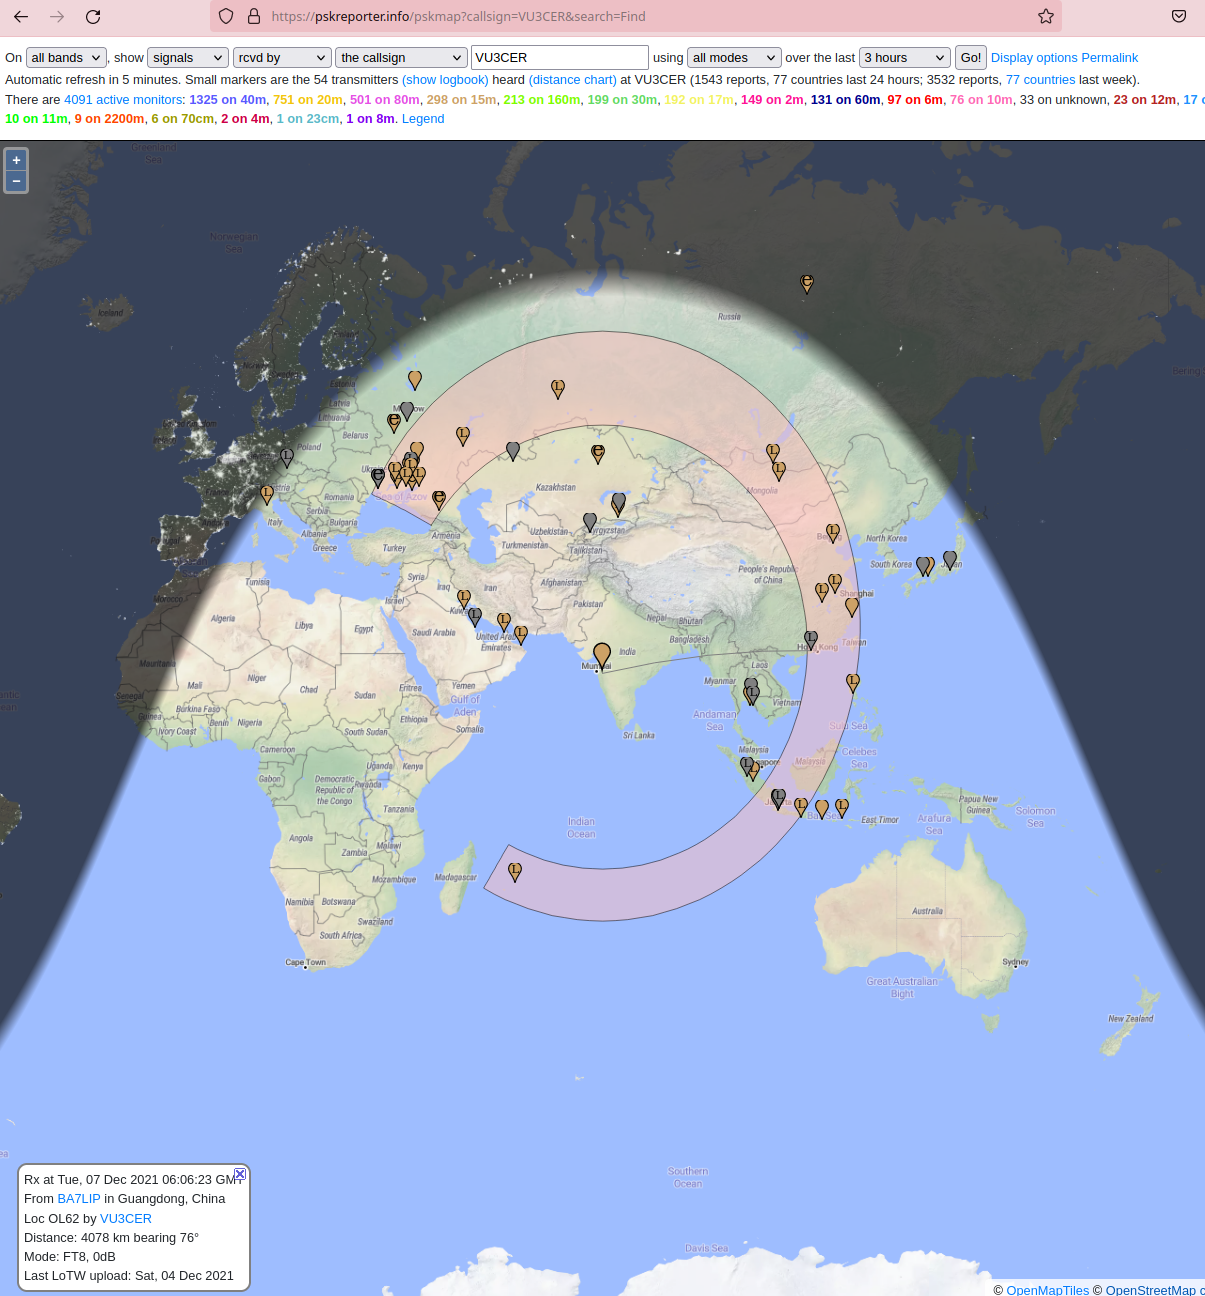 https://pskreporter.info/pskmap?callsign=VU3CER&search=Find
On all bands , show signals rcvd by the callsign VU3CER using all modes over the last 3 hours Go! Display options Permalink
Automatic refresh in 5 minutes. Small markers are the 54 transmitters (show logbook) heard (distance chart) at VU3CER (1543 reports, 77 countries last 24 hours; 3532 reports, 77 countries last week).
There are 4091 active monitors: 1325 on 40m, 751 on 20m, 501 on 80m, 298 on 15m, 213 on 160m, 199 on 30m, 192 on 17m, 149 on 2m, 131 on 60m, 97 on 6m, 76 on 10m, 33 on unknown, 23 on 12m, 17
10 on 11m, 9 on 2200m, 6 on 70cm, 2 on 4m, 1 on 23cm, 1 on 8m. Legend
+
−
Greenland
Sea
Norwegian
Sea
Iceland
Russia
Estonia
Latvia
Lithuania
Belarus
Poland
Austria
Romania
Serbia
Italy
Bulgaria
Albania
Greece
Sea of Azov
Kazakhstan
Mongolia
Armenia
Turkey
Uzbekistan
Kyrgyzstan
Turkmenistan
Tajikistan
North Korea
South Korea
People's Republic
of China
Shanghai
Syria
Iraq
Iran
Afghanistan
Israel
Pakistan
Nepal
Bhutan
Tunisia
Morocco
Algeria
Libya
Egypt
Saudi Arabia
United Arab
Emirates
Bangladesh
India
Mumbai
Hong Kong
Taiwan
Mauritania
Mali
Niger
Chad
Sudan
Eritrea
Yemen
Gulf of
Aden
Myanmar
Laos
Vietnam
Andaman
Sea
Senegal
Guinea
Burkina Faso
Benin
Nigeria
Ivory Coast
Ethiopia
South Sudan
Somalia
Sri Lanka
Sulu Sea
Celebes
Sea
Cameroon
Gabon
Uganda
Kenya
Democratic
Republic of
the Congo
Rwanda
Malaysia
Malaysia
Tanzania
Papua New
Guinea
Solomon
Sea
Bali Sea
East Timor
Arafura
Sea
Indian
Ocean
Angola
Malawi
Zambia
Mozambique
Madagascar
Namibia
Botswana
Swaziland
South Africa
Cape Town
Australia
Sydney
Great Australian
Bight
New Zealand
Southern
Ocean
Davis Sea
Rx at Tue, 07 Dec 2021 06:06:23 GMT
From BA7LIP in Guangdong, China
Loc OL62 by VU3CER
Distance: 4078 km bearing 76°
Mode: FT8, 0dB
Last LoTW upload: Sat, 04 Dec 2021
© OpenMapTiles © OpenStreetMap